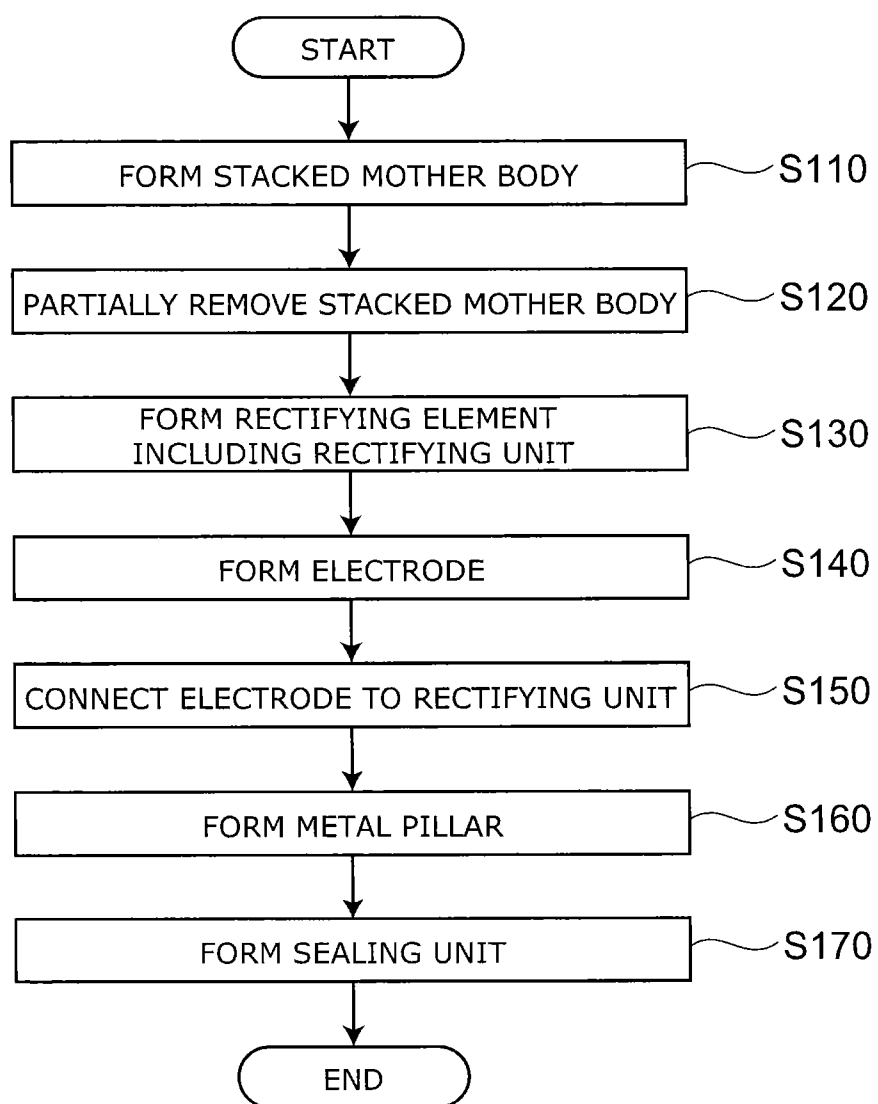 START
FORM STACKED MOTHER BODY
S110
PARTIALLY REMOVE STACKED MOTHER BODY
S120
FORM RECTIFYING ELEMENT
INCLUDING RECTIFYING UNIT
S130
FORM ELECTRODE
S140
CONNECT ELECTRODE TO RECTIFYING UNIT
S150
FORM METAL PILLAR
S160
FORM SEALING UNIT
S170
END